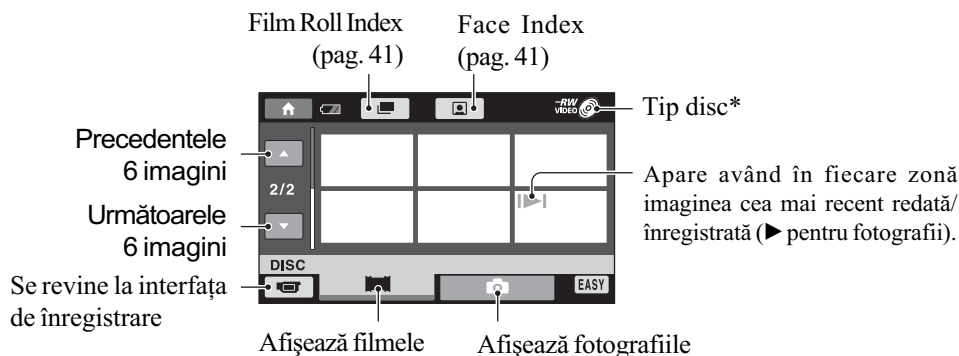 Film Roll Index
(pag. 41)
Face Index
(pag. 41)
-RW
VIDEO
Tip disc*
Precedentele
6 imagini
2/2
Următoarele
6 imagini
Apare având în fiecare zonă
imaginea cea mai recent redată/
înregistrată (▶ pentru fotografii).
DISC
EASY
Se revine la interfaţa
de înregistrare
Afişează filmele
Afişează fotografiile